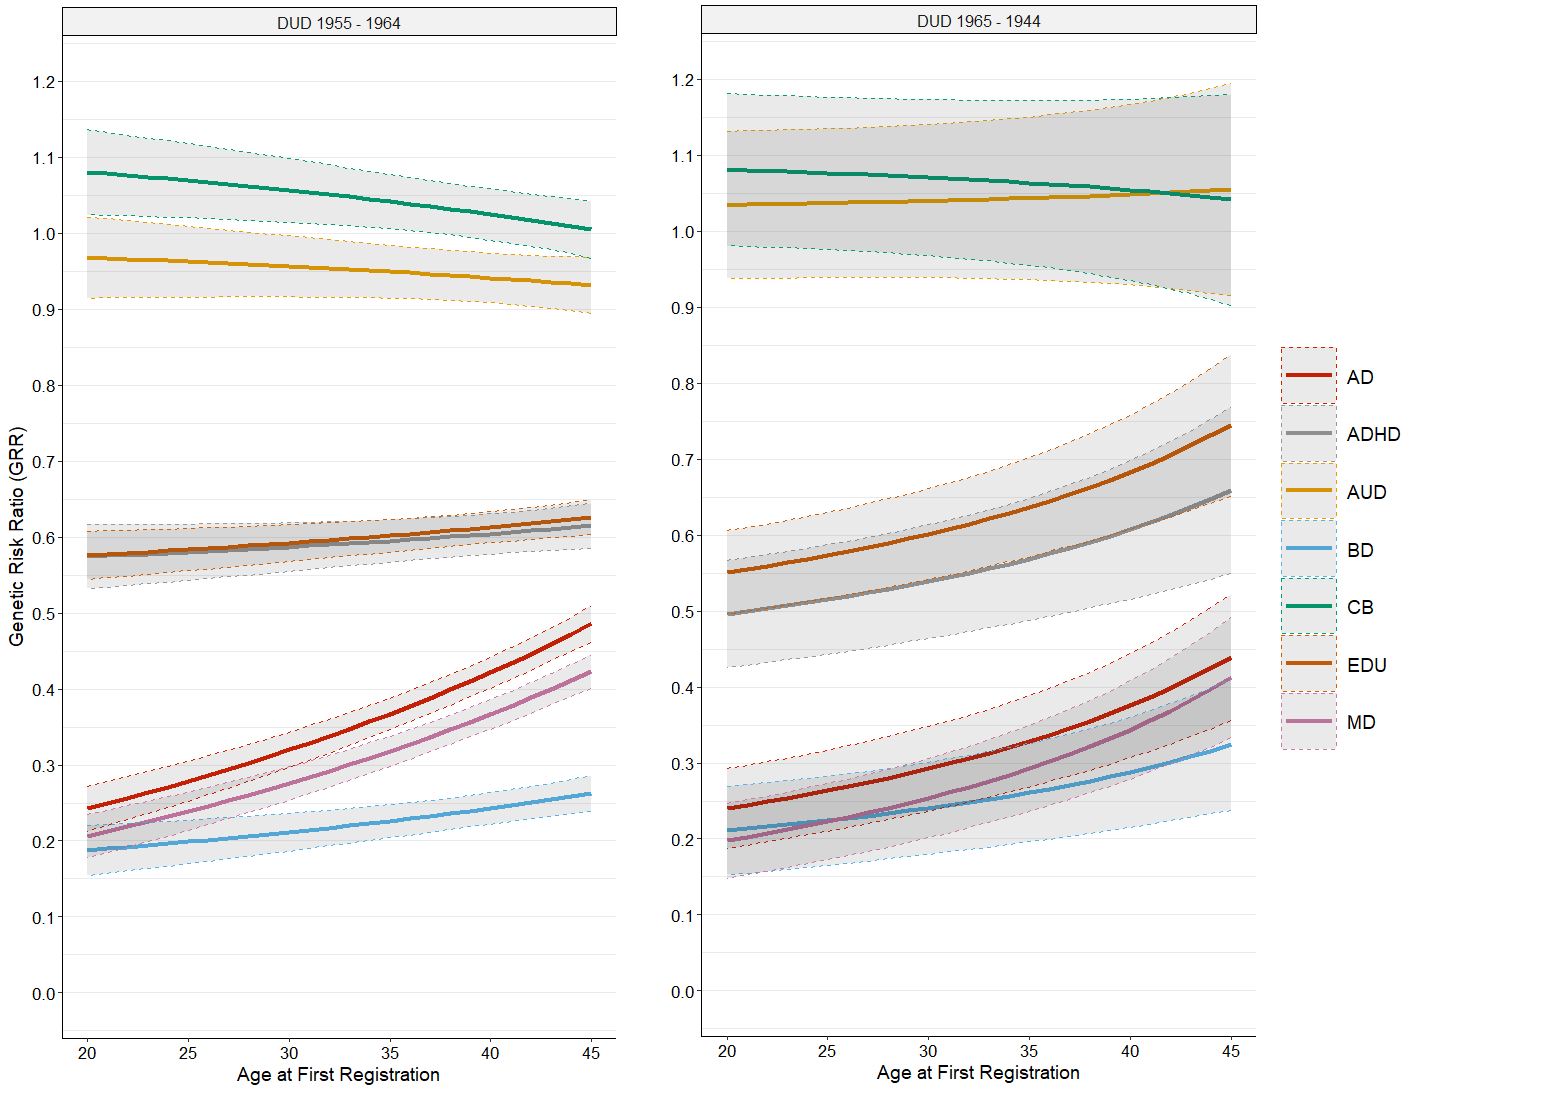 DUD 1955 - 1964
DUD 1965 - 1944
Genetic Risk Ratio (GRR)
1.2
1.1
1.0
0.9
0.8
0.7
0.6
0.5
0.4
0.3
0.2
0.1
0.0
20 25 30 35 40 45
Age at First Registration
1.2
1.1
1.0
0.9
0.8
0.7
0.6
0.5
0.4
0.3
0.2
0.1
0.0
20 25 30 35 40 45
Age at First Registration
AD
ADHD
AUD
BD
CB
EDU
MD